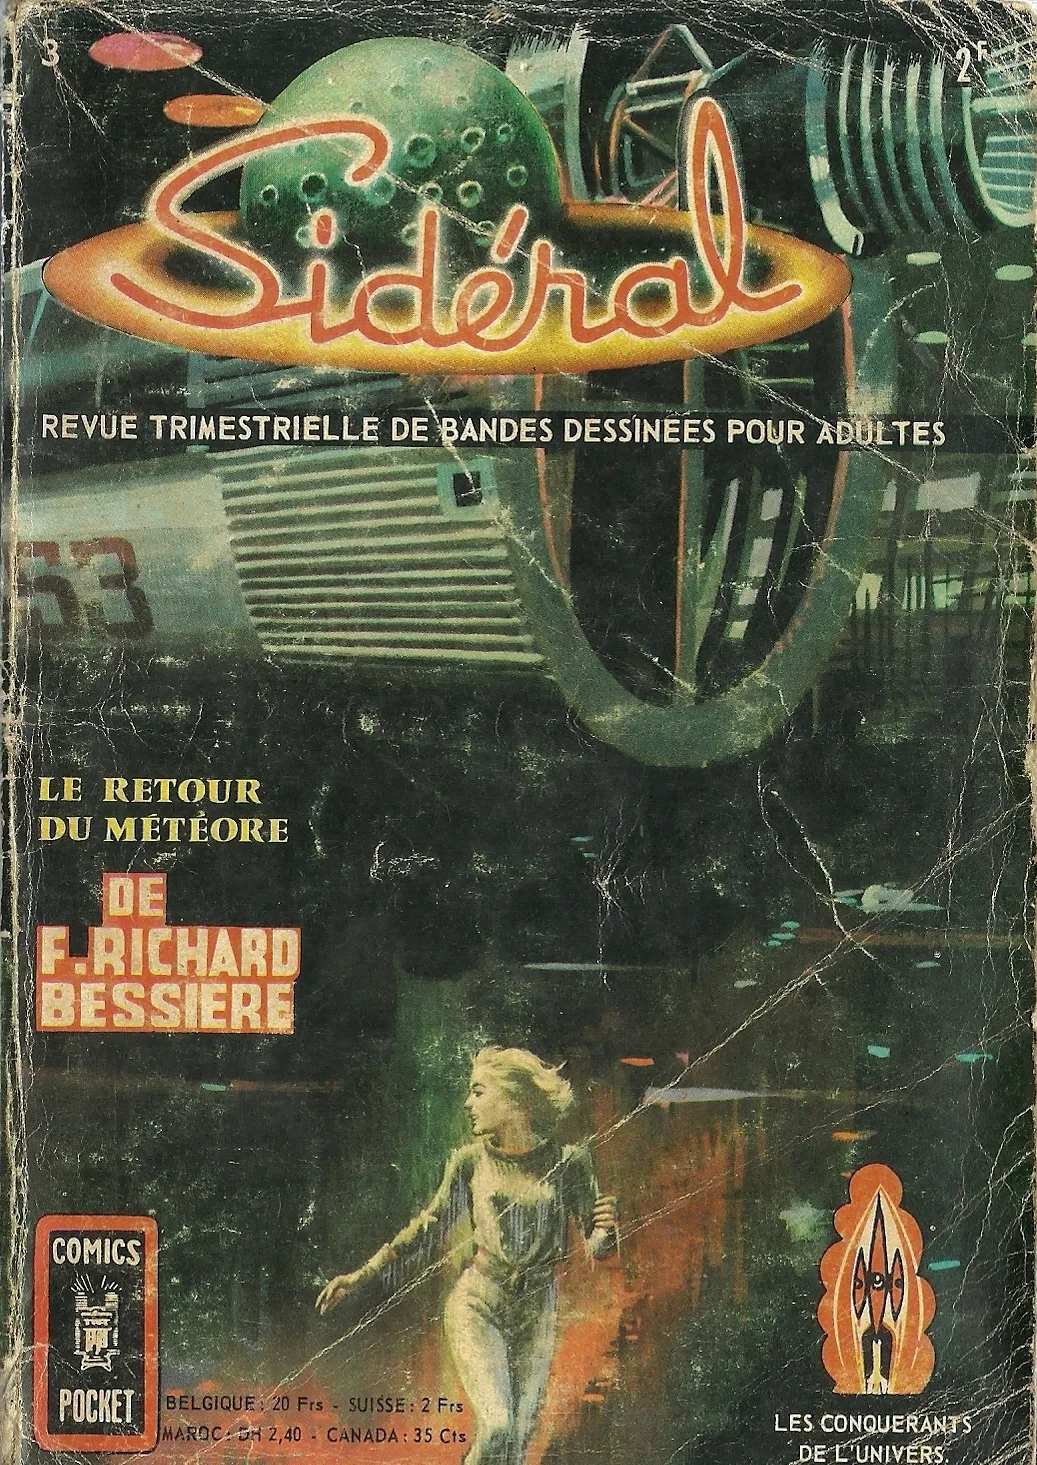 3
2F
Sidéral
REVUE TRIMESTRIELLE DE BANDES DESSINEES POUR ADULTES
53
LE RETOUR
DU MÉTÉORE
DE
F. RICHARD
BESSIERE
COMICS
POCKET
BELGIQUE : 20 Frs - SUISSE : 2 Frs
MAROC : DH 2,40 - CANADA : 35 Cts
LES CONQUERANTS
DE L'UNIVERS.